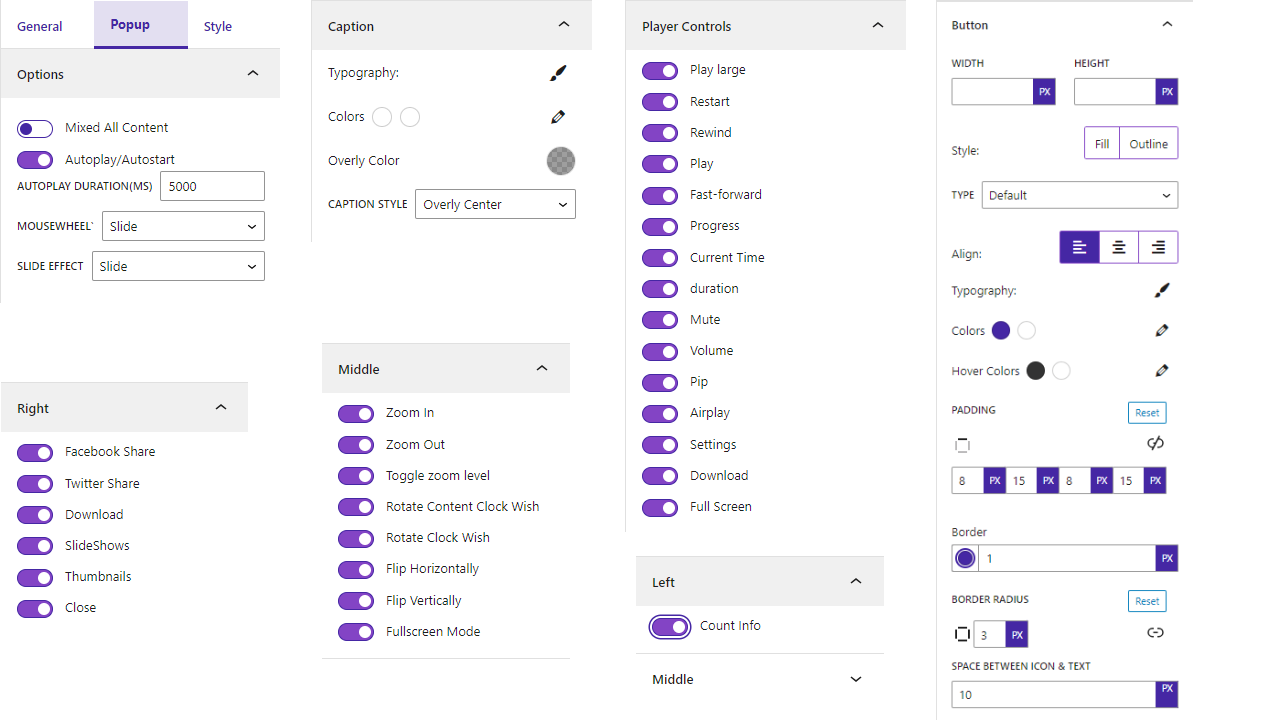 General Popup Style
Options
Mixed All Content
Autoplay/Autostart
AUTOPLAY DURATION(MS) 5000
MOUSEWHEEL` Slide
SLIDE EFFECT Slide
Right
Facebook Share
Twitter Share
Download
SlideShows
Thumbnails
Close
Caption
Typography:
Colors
Overly Color
CAPTION STYLE Overly Center
Middle
Zoom In
Zoom Out
Toggle zoom level
Rotate Content Clock Wish
Rotate Clock Wish
Flip Horizontally
Flip Vertically
Fullscreen Mode
Player Controls
Play large
Restart
Rewind
Play
Fast-forward
Progress
Current Time
duration
Mute
Volume
Pip
Airplay
Settings
Download
Full Screen
Left
Count Info
Middle
Button
WIDTH HEIGHT
PX PX
Style: Fill Outline
TYPE Default
Align:
Typography:
Colors
Hover Colors
PADDING Reset
8 PX 15 PX 8 PX 15 PX
Border
1 PX
BORDER RADIUS Reset
3 PX
SPACE BETWEEN ICON & TEXT
10 PX